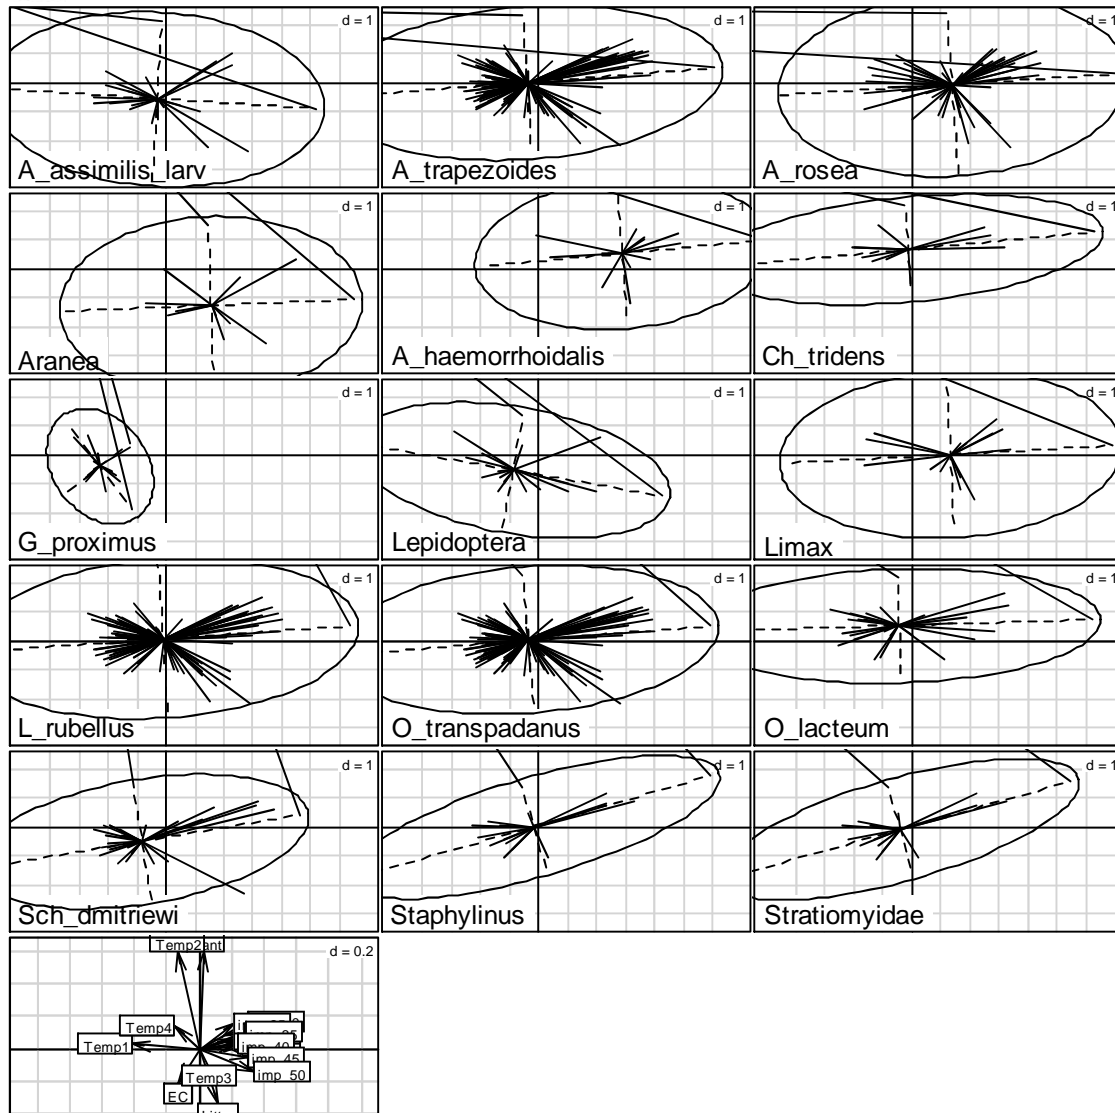 d = 1
d = 1
d = 1
A_assimilis_larv
A_trapezoides
A_rosea
d = 1
d = 1
d = 1
Aranea
A_haemorrhoidalis
Ch_tridens
d = 1
d = 1
d = 1
G_proximus
Lepidoptera
Limax
d = 1
d = 1
d = 1
L_rubellus
O_transpadanus
O_lacteum
d = 1
d = 1
d = 1
Sch_dmitriewi
Staphylinus
Stratiomyidae
d = 0.2
Temp2
Temp4
Temp1
imp_40
imp_45
imp_50
Temp3
EC